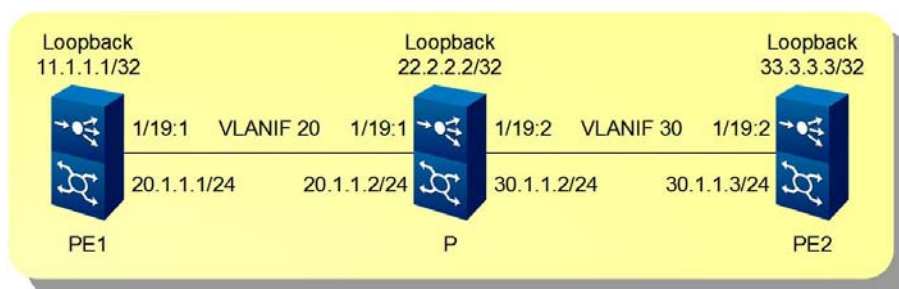 Loopback
11.1.1.1/32
Loopback
22.2.2.2/32
Loopback
33.3.3.3/32
1/19:1 VLANIF 20 1/19:1
1/19:2 VLANIF 30 1/19:2
20.1.1.1/24
20.1.1.2/24
30.1.1.2/24
30.1.1.3/24
PE1
P
PE2